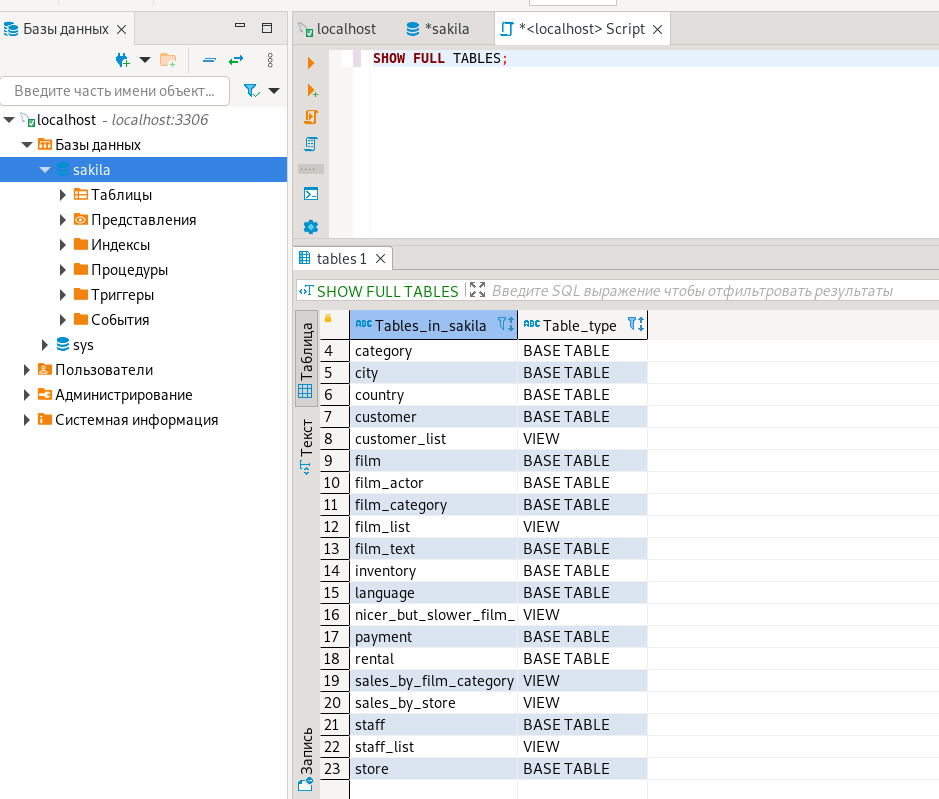 Базы данных
localhost
*sakila
*<localhost> Script
Введите часть имени объект...
localhost - localhost:3306
Базы данных
sakila
Таблицы
Представления
Индексы
Процедуры
Триггеры
События
sys
Пользователи
Администрирование
Системная информация
SHOW FULL TABLES;
tables 1
SHOW FULL TABLES
Введите SQL выражение чтобы отфильтровать результаты
Таблица
Текст
Запись
ABC Tables_in_sakila ABC Table_type
4 category BASE TABLE
5 city BASE TABLE
6 country BASE TABLE
7 customer BASE TABLE
8 customer_list VIEW
9 film BASE TABLE
10 film_actor BASE TABLE
11 film_category BASE TABLE
12 film_list VIEW
13 film_text BASE TABLE
14 inventory BASE TABLE
15 language BASE TABLE
16 nicer_but_slower_film_ VIEW
17 payment BASE TABLE
18 rental BASE TABLE
19 sales_by_film_category VIEW
20 sales_by_store VIEW
21 staff BASE TABLE
22 staff_list VIEW
23 store BASE TABLE